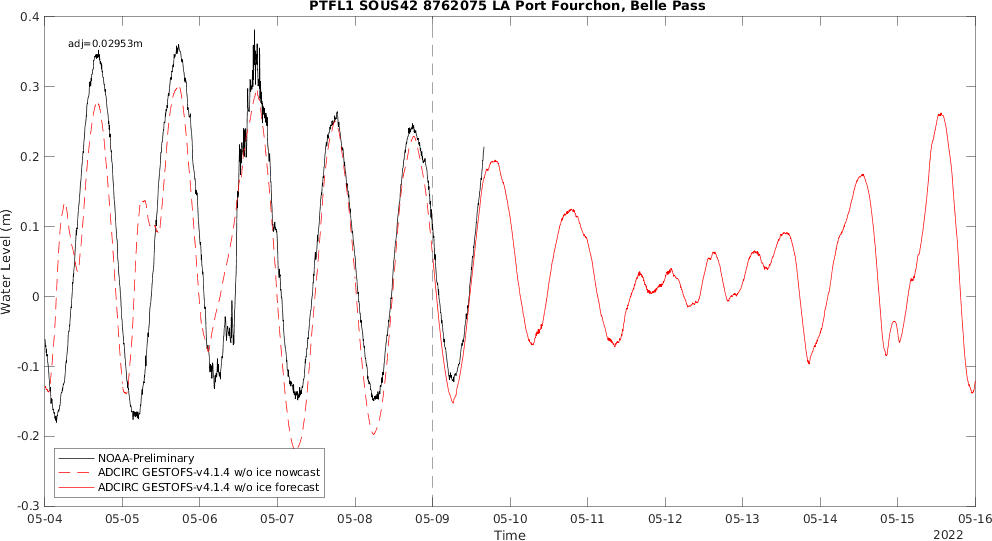 PTFL1 SOUS42 8762075 LA Port Fourchon, Belle Pass
adj=0.02953m
0.4
0.3
0.2
0.1
0
-0.1
-0.2
-0.3
Water Level (m)
NOAA-Preliminary
ADCIRC GESTOFS-v4.1.4 w/o ice nowcast
ADCIRC GESTOFS-v4.1.4 w/o ice forecast
05-04 05-05 05-06 05-07 05-08 05-09 05-10 05-11 05-12 05-13 05-14 05-15 05-16
Time
2022